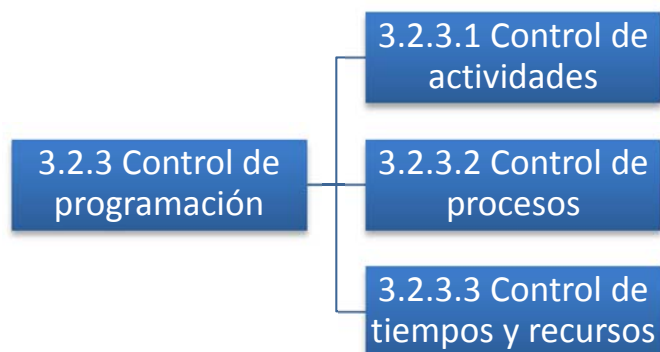 3.2.3.1 Control de
actividades
3.2.3 Control de
programación
3.2.3.2 Control de
procesos
3.2.3.3 Control de
tiempos y recursos